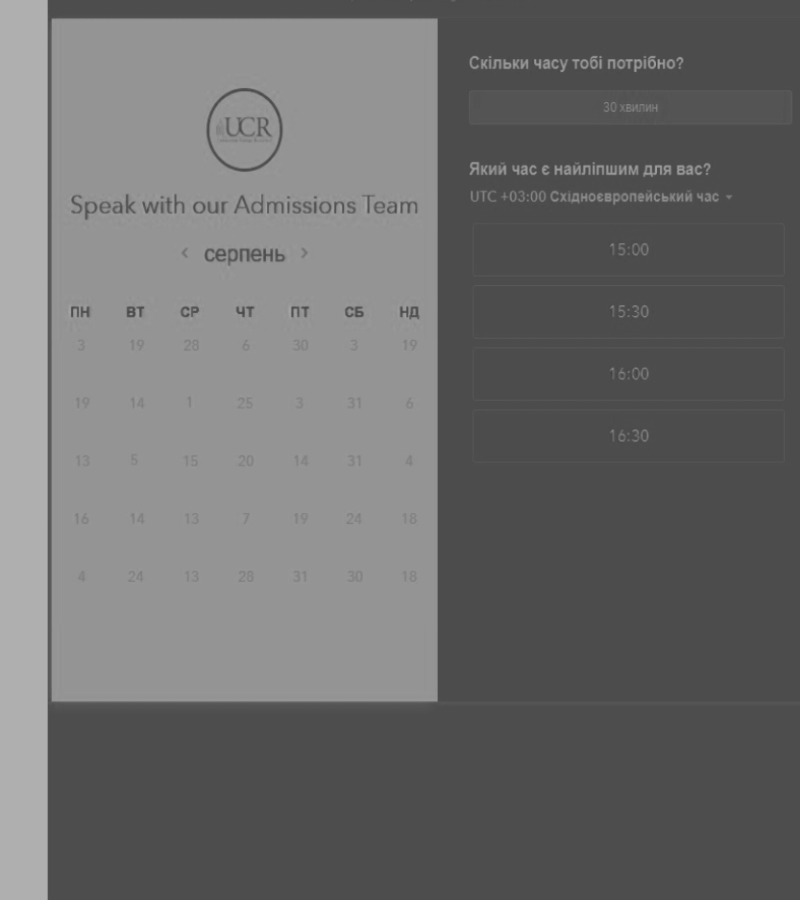 UCR
Speak with our Admissions Team
‹ серпень ›
ПН ВТ СР ЧТ ПТ СБ НД
3 19 28 6 30 3 19
19 14 1 25 3 31 6
13 5 15 20 14 31 4
16 14 13 7 19 24 18
4 24 13 28 31 30 18
Скільки часу тобі потрібно?
30 хвилин
Який час є найліпшим для вас?
UTC +03:00 Східноєвропейський час
15:00
15:30
16:00
16:30